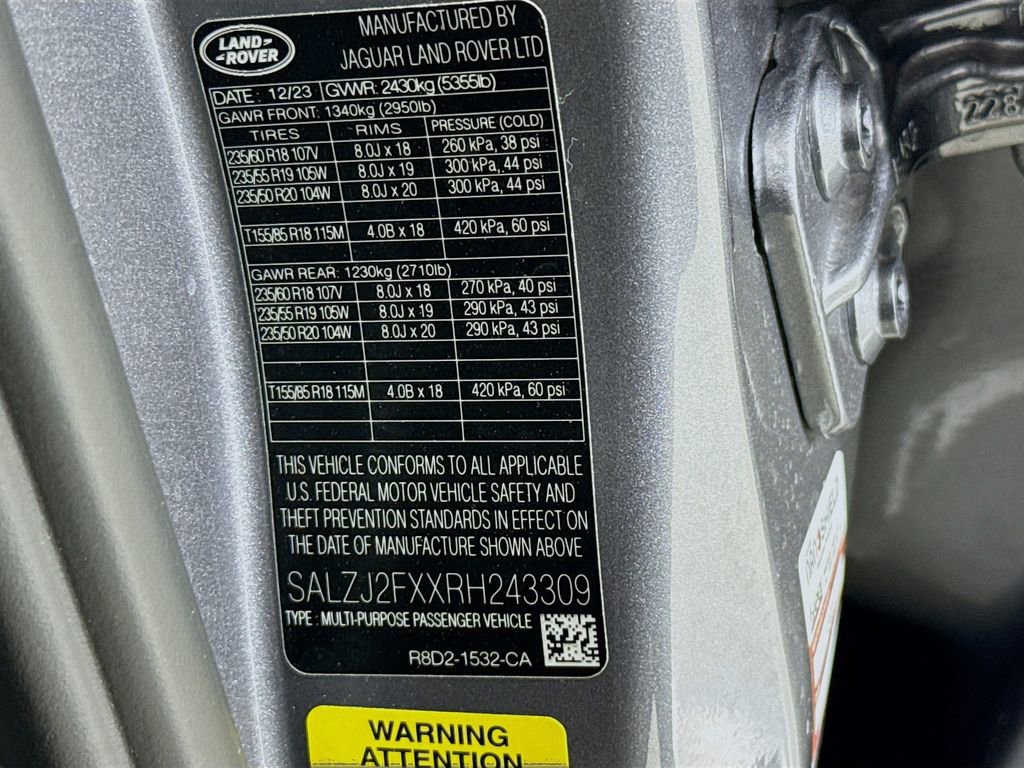 LAND-
ROVER
MANUFACTURED BY
JAGUAR LAND ROVER LTD
DATE : 12/23 GVWR: 2430kg (5355lb)
GAWR FRONT: 1340kg (2950lb)
TIRES RIMS PRESSURE (COLD)
235/60 R18 107V 8.0J x 18 260 kPa, 38 psi
235/55 R19 105W 8.0J x 19 300 kPa, 44 psi
235/50 R20 104W 8.0J x 20 300 kPa, 44 psi
T155/85 R18 115M 4.0B x 18 420 kPa, 60 psi
GAWR REAR: 1230kg (2710lb)
235/60 R18 107V 8.0J x 18 270 kPa, 40 psi
235/55 R19 105W 8.0J x 19 290 kPa, 43 psi
235/50 R20 104W 8.0J x 20 290 kPa, 43 psi
T155/85 R18 115M 4.0B x 18 420 kPa, 60 psi
THIS VEHICLE CONFORMS TO ALL APPLICABLE
U.S. FEDERAL MOTOR VEHICLE SAFETY AND
THEFT PREVENTION STANDARDS IN EFFECT ON
THE DATE OF MANUFACTURE SHOWN ABOVE
SALZJ2FXXRH243309
TYPE : MULTI-PURPOSE PASSENGER VEHICLE
R8D2-1532-CA
WARNING
ATTENTION
228